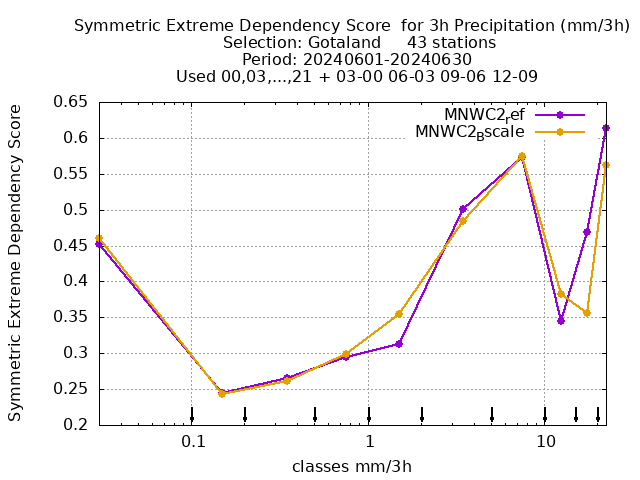 Symmetric Extreme Dependency Score  for 3h Precipitation (mm/3h)
Selection: Gotaland     43 stations
Period: 20240601-20240630
Used 00,03,...,21 + 03-00 06-03 09-06 12-09
Symmetric Extreme Dependency Score
0.65
0.6
0.55
0.5
0.45
0.4
0.35
0.3
0.25
0.2
MNWC2ref
MNWC2Bscale
0.1 1 10
classes mm/3h